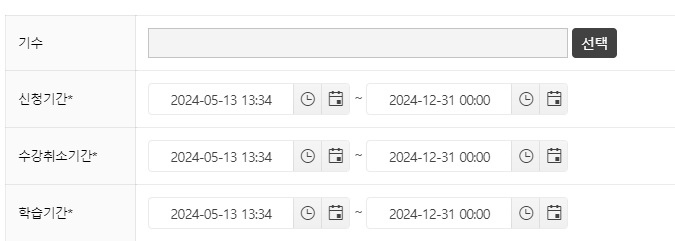 기수 선택
신청기간* 2024-05-13 13:34 ~ 2024-12-31 00:00
수강취소기간* 2024-05-13 13:34 ~ 2024-12-31 00:00
학습기간* 2024-05-13 13:34 ~ 2024-12-31 00:00